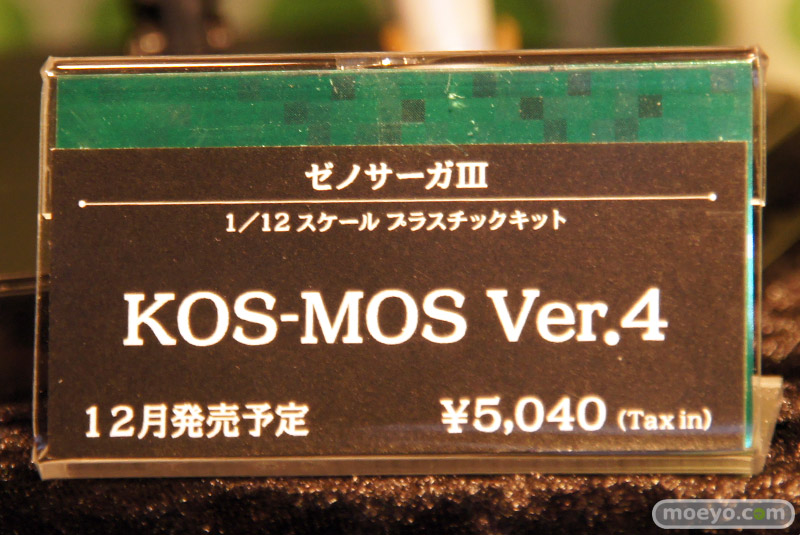 ゼノサーガⅢ
1/12 スケール プラスチックキット
KOS-MOS Ver.4
12月発売予定 ¥5,040 (Tax in)
moeyo.com